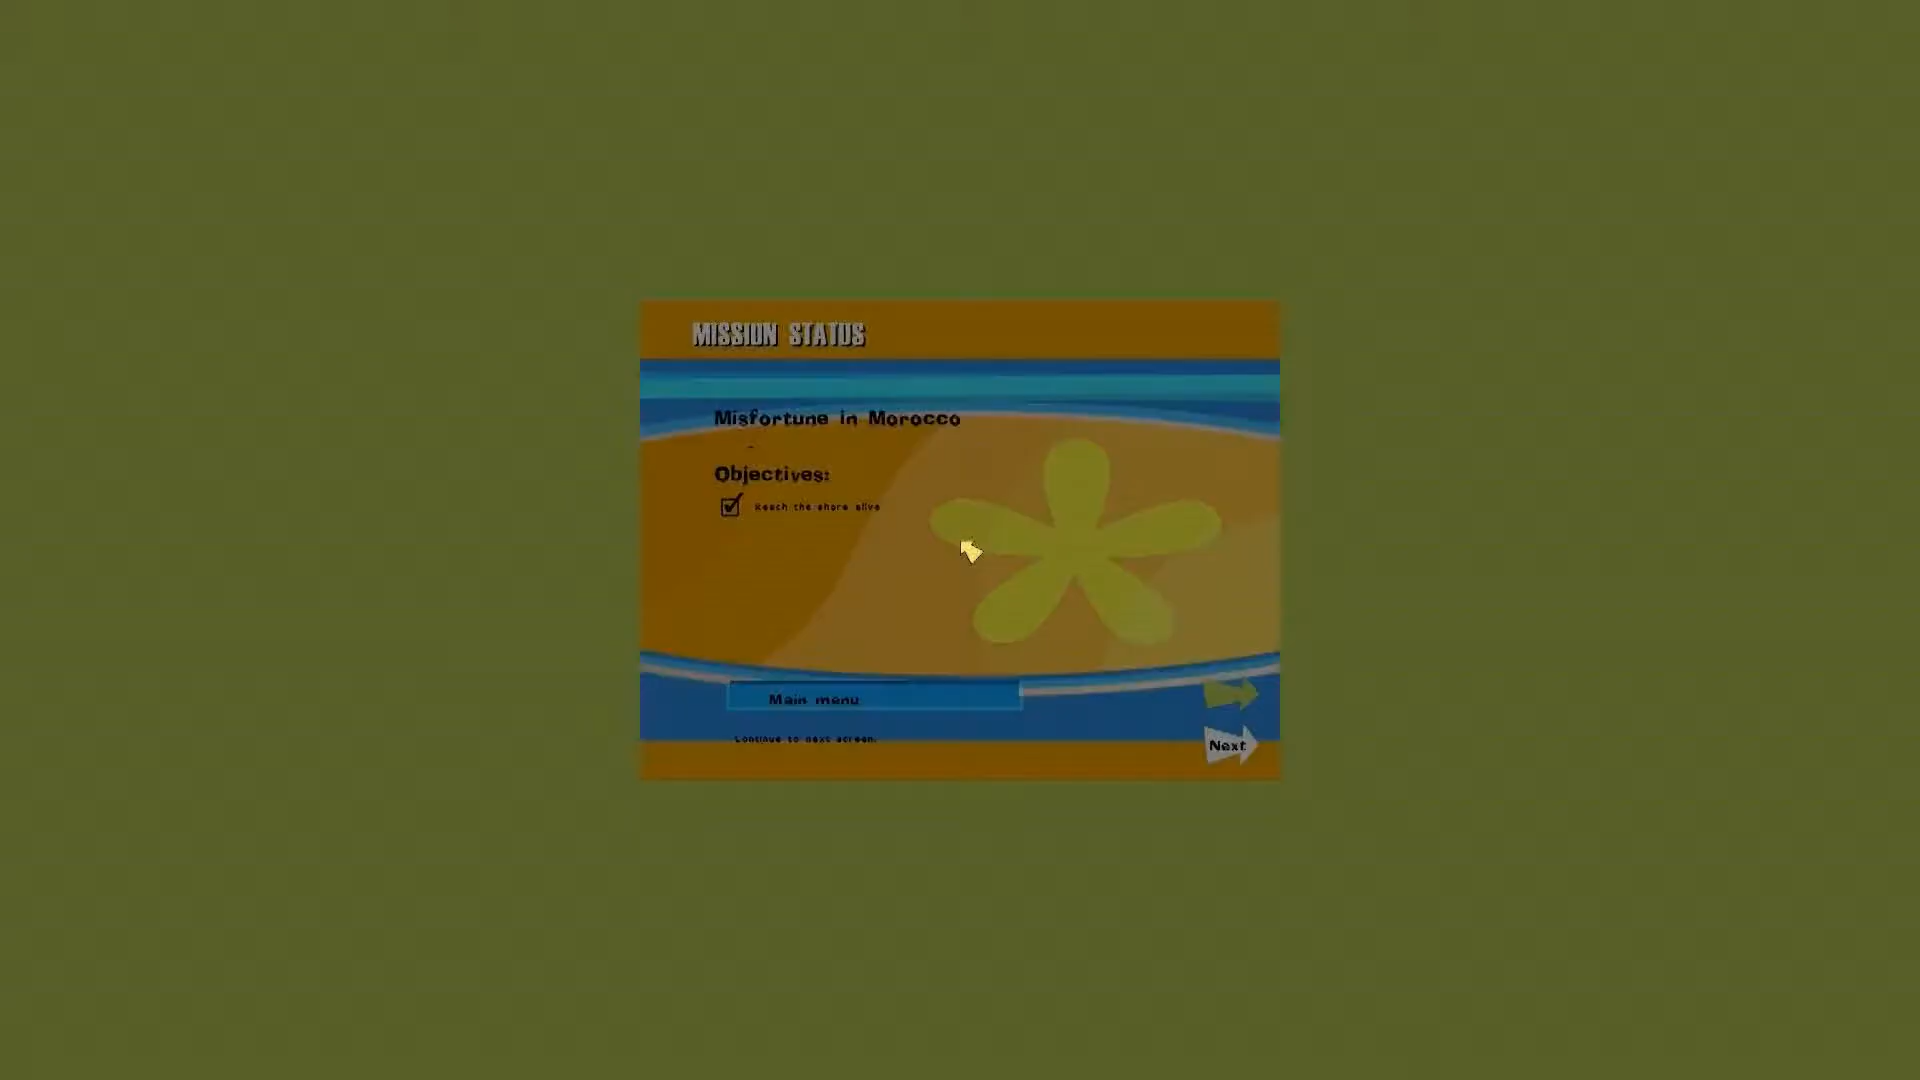 MISSION STATUS
Misfortune in Morocco
Objectives:
Reach the shore alive
Main menu
Continue to next screen.
Next